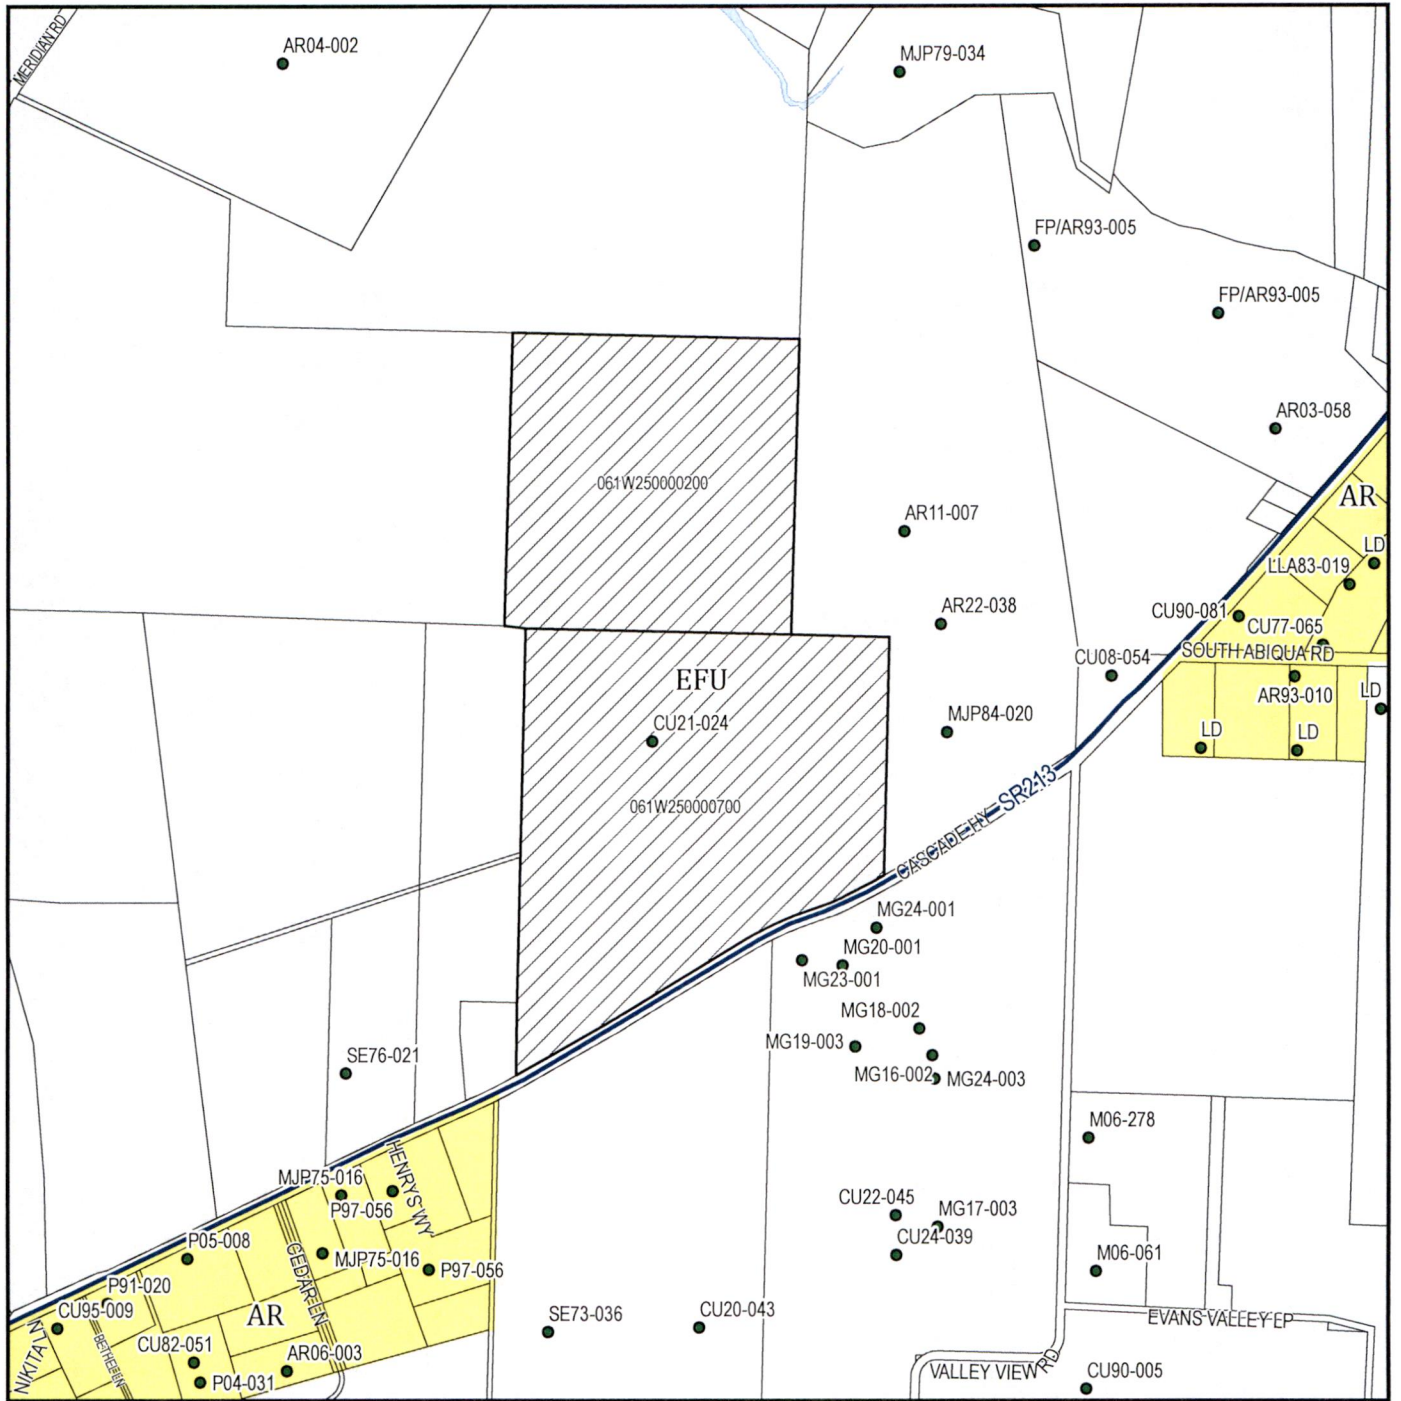 MERIDIAN RD
AR04-002
MJP79-034
FP/AR93-005
FP/AR93-005
AR03-058
061W250000200
AR
AR11-007
LD
LLA83-019
AR22-038
CU90-081
CU77-065
SOUTH ABIQUA RD
CU08-054
EFU
AR93-010
LD
CU21-024
MJP84-020
LD
LD
061W250000700
CASCADE HY
SR213
MG24-001
MG20-001
MG23-001
MG18-002
MG19-003
SE76-021
MG16-002
MG24-003
M06-278
HENRYS WY
MJP75-016
P97-056
CU22-045
MG17-003
P05-008
CEDAR LN
MJP75-016
P97-056
CU24-039
M06-061
P91-020
CU95-009
AR
SE73-036
CU20-043
EVANS VALLEY LP
NIKITA LN
BETHEL LN
CU82-051
AR06-003
P04-031
VALLEY VIEW RD
CU90-005